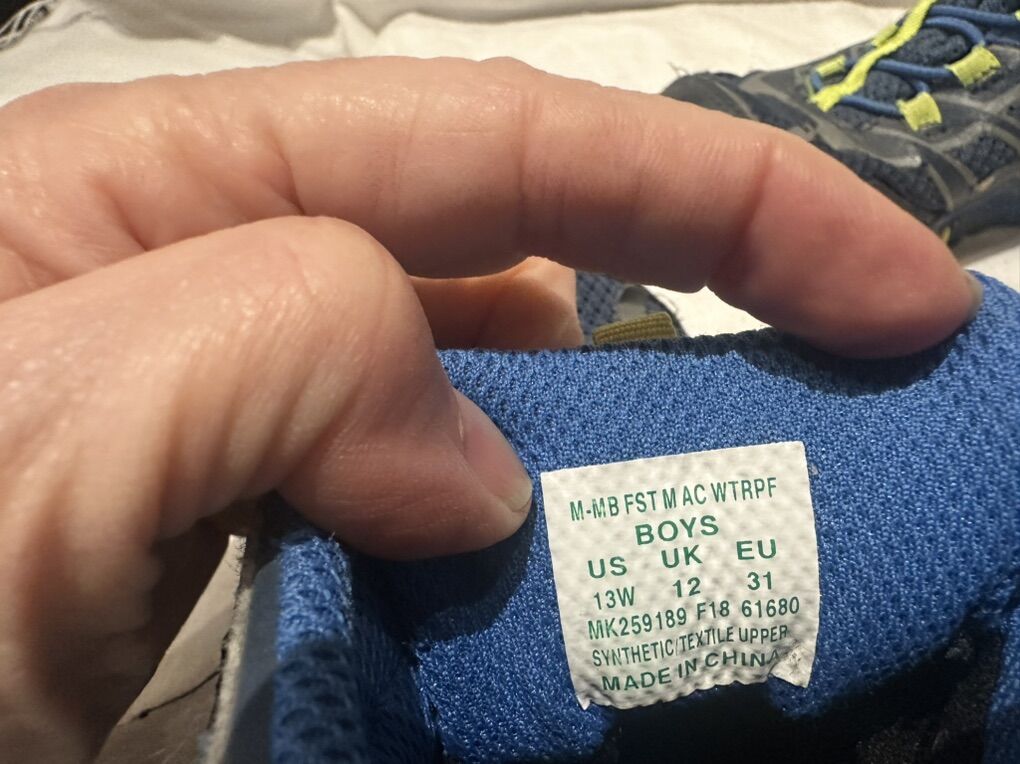 M-MB FST M AC WTRPF
BOYS
US UK EU
13W 12 31
MK259189 F18 61680
SYNTHETIC/TEXTILE UPPER
MADE IN CHINA